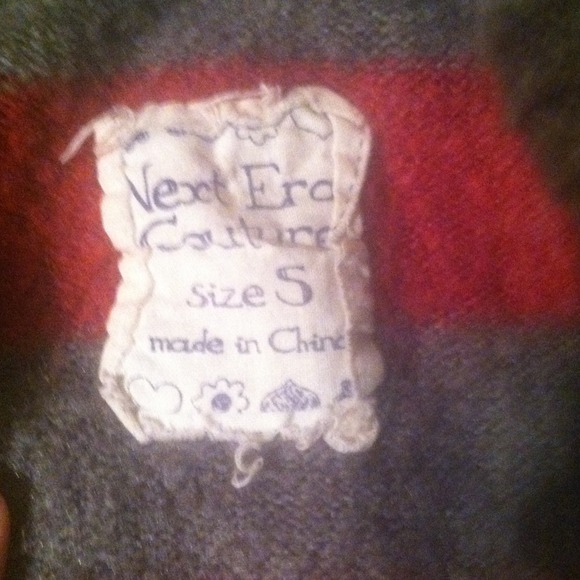 Next Era
Couture
size S
made in China